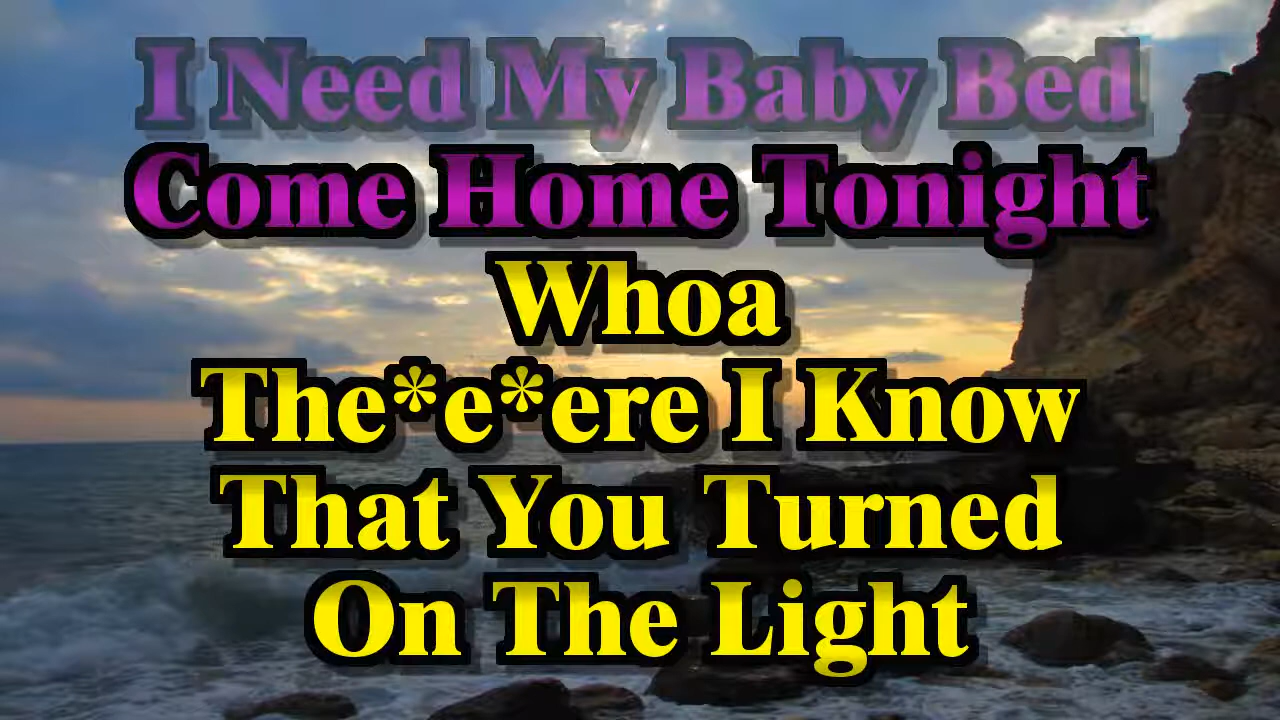 I Need My Baby Bed
Come Home Tonight
Whoa
The*e*ere I Know
That You Turned
On The Light